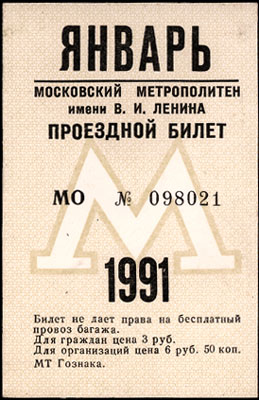 ЯНВАРЬ
МОСКОВСКИЙ МЕТРОПОЛИТЕН
имени В. И. ЛЕНИНА
ПРОЕЗДНОЙ БИЛЕТ
М
МО № 098021
1991
Билет не дает права на бесплатный
провоз багажа.
Для граждан цена 3 руб.
Для организаций цена 6 руб. 50 коп.
МТ Гознака.